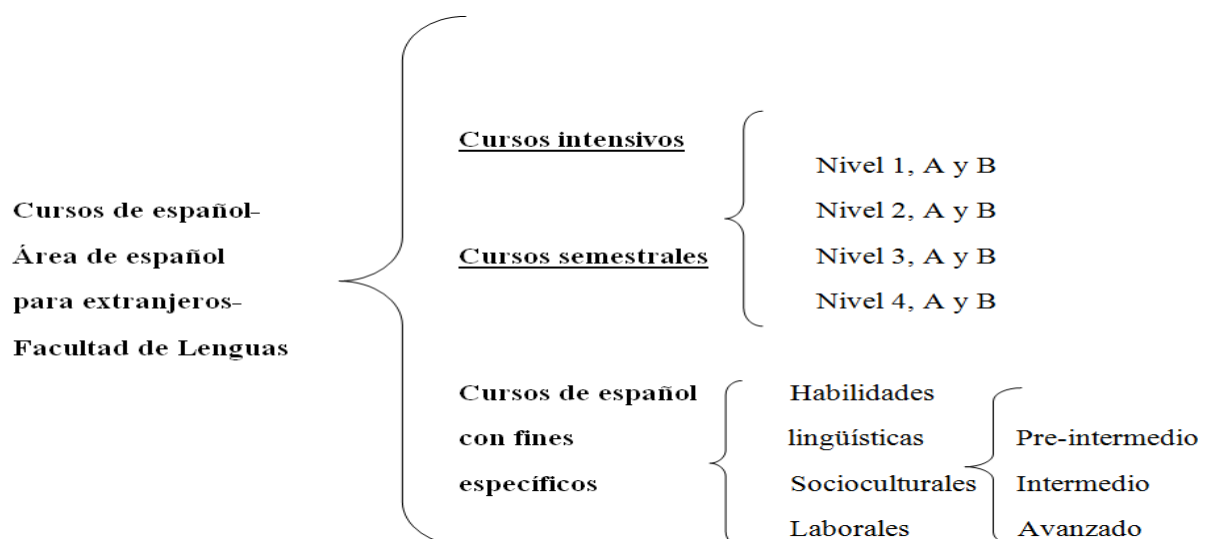 Cursos de español-
Área de español
para extranjeros-
Facultad de Lenguas
Cursos intensivos
Cursos semestrales
Nivel 1, A y B
Nivel 2, A y B
Nivel 3, A y B
Nivel 4, A y B
Cursos de español
con fines
específicos
Habilidades
lingüísticas
Socioculturales
Laborales
Pre-intermedio
Intermedio
Avanzado